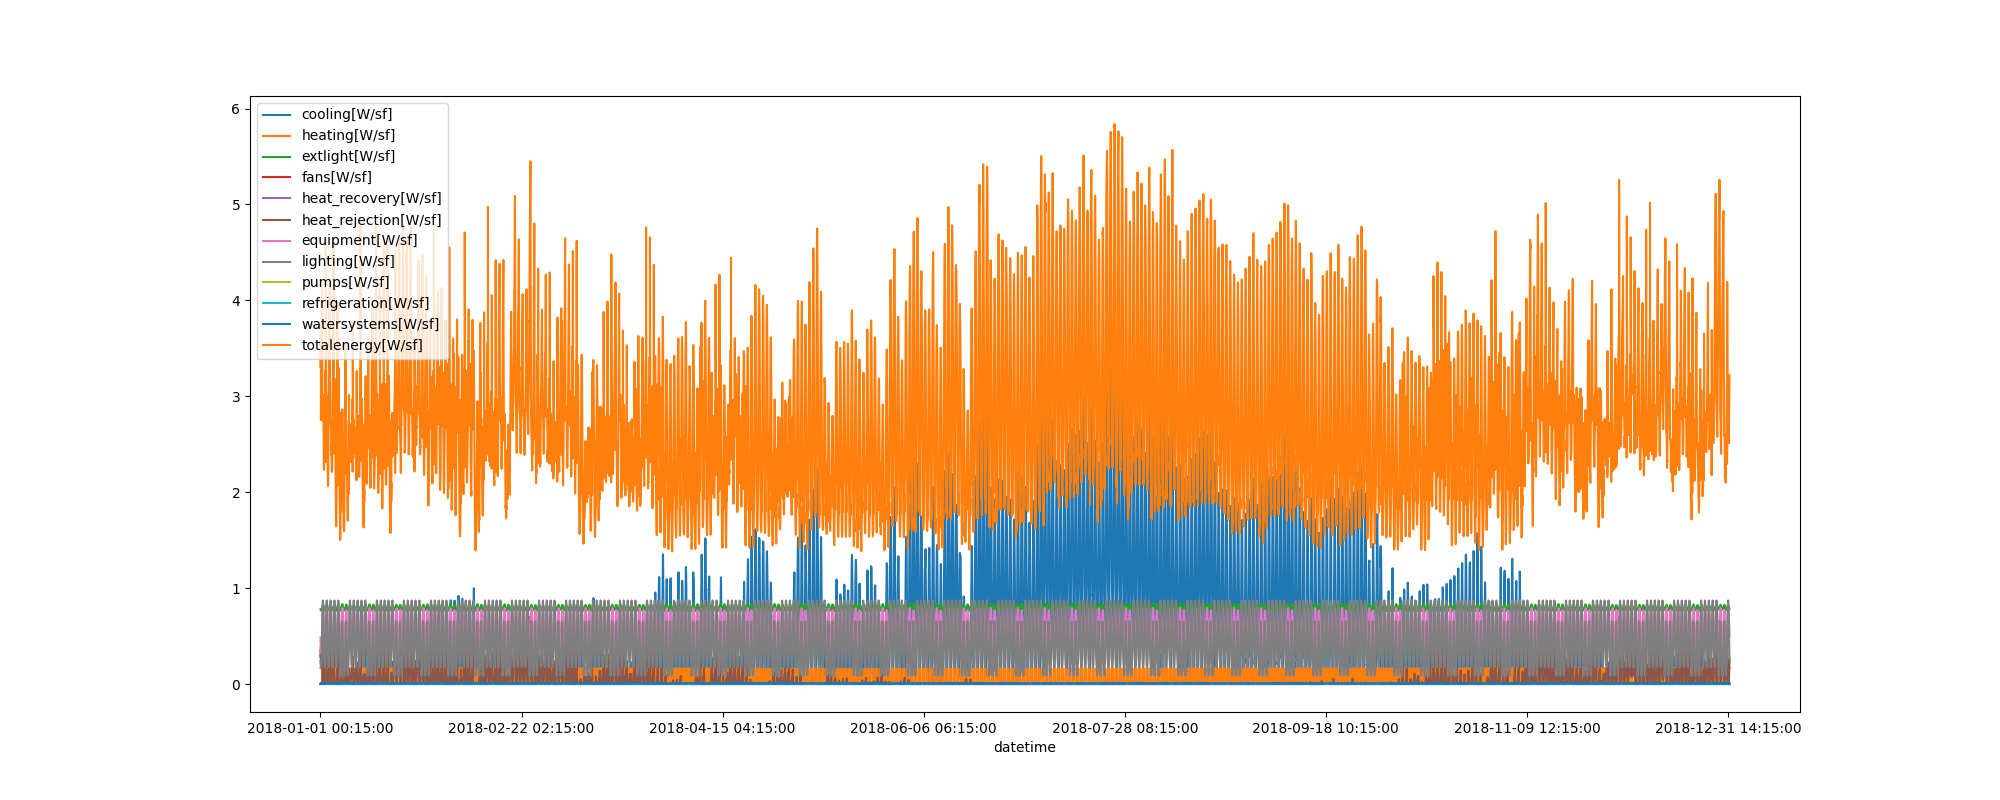 6
5
4
3
2
1
0
cooling[W/sf]
heating[W/sf]
extlight[W/sf]
fans[W/sf]
heat_recovery[W/sf]
heat_rejection[W/sf]
equipment[W/sf]
lighting[W/sf]
pumps[W/sf]
refrigeration[W/sf]
watersystems[W/sf]
totalenergy[W/sf]
2018-01-01 00:15:00 2018-02-22 02:15:00 2018-04-15 04:15:00 2018-06-06 06:15:00 2018-07-28 08:15:00 2018-09-18 10:15:00 2018-11-09 12:15:00 2018-12-31 14:15:00
datetime